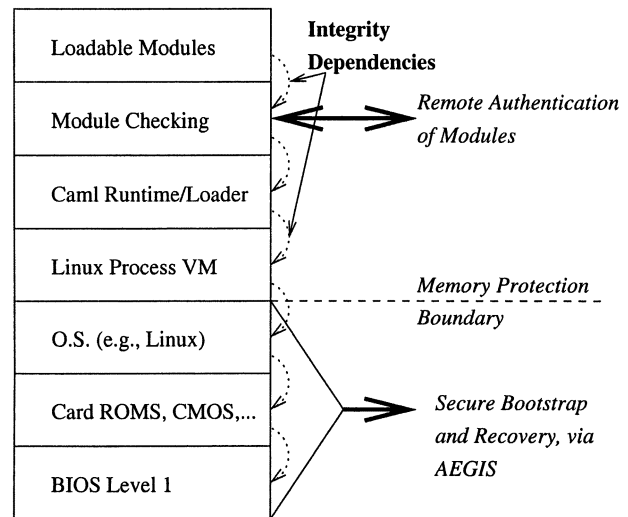 Loadable Modules
Module Checking
Caml Runtime/Loader
Linux Process VM
O.S. (e.g., Linux)
Card ROMS, CMOS,...
BIOS Level 1
Integrity
Dependencies
Remote Authentication
of Modules
Memory Protection
Boundary
Secure Bootstrap
and Recovery, via
AEGIS